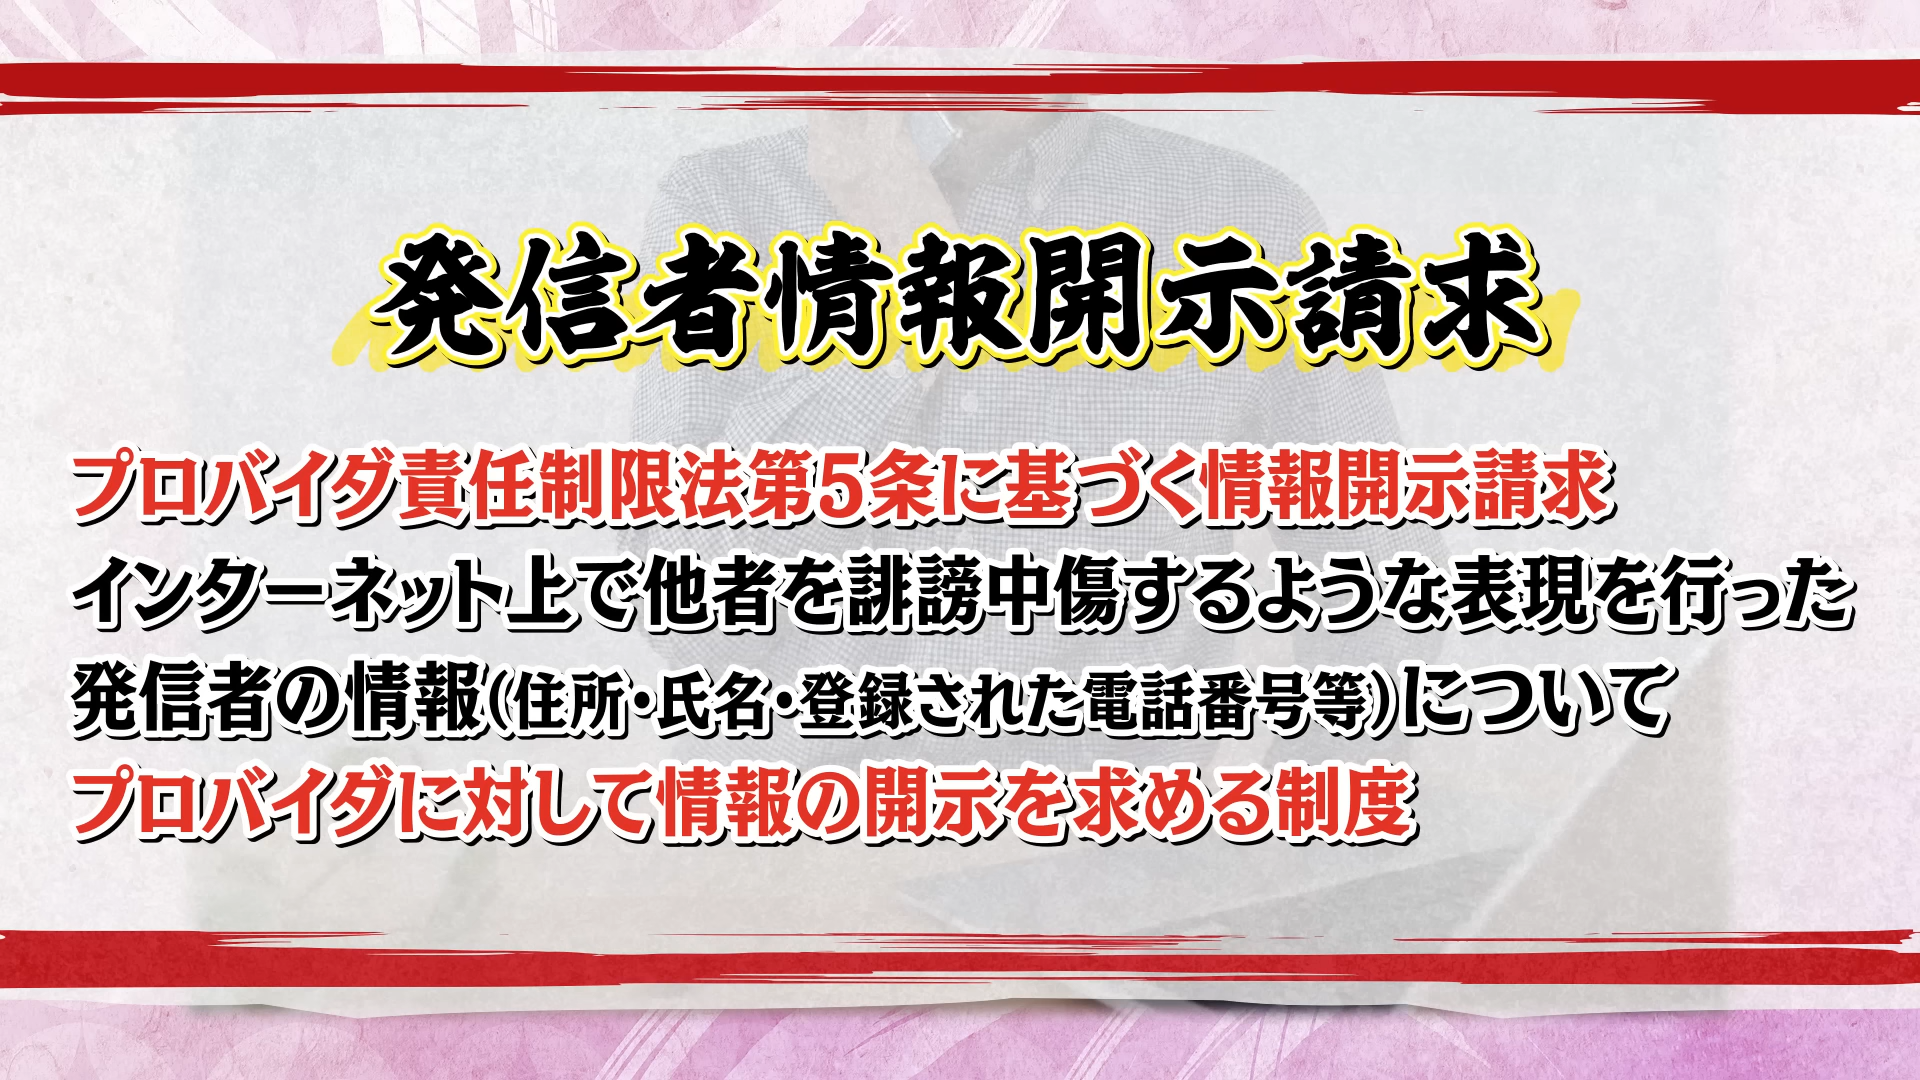 発信者情報開示請求
プロバイダ責任制限法第5条に基づく情報開示請求
インターネット上で他者を誹謗中傷するような表現を行った
発信者の情報(住所・氏名・登録された電話番号等)について
プロバイダに対して情報の開示を求める制度